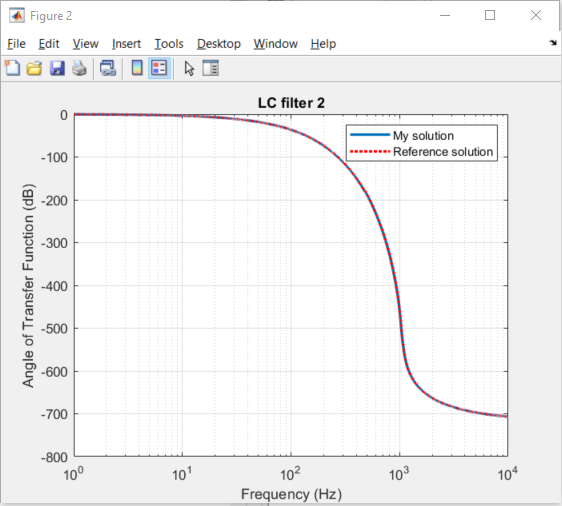 Figure 2
File Edit View Insert Tools Desktop Window Help
LC filter 2
My solution
Reference solution
Angle of Transfer Function (dB)
0
-100
-200
-300
-400
-500
-600
-700
-800
10^0 10^1 10^2 10^3 10^4
Frequency (Hz)